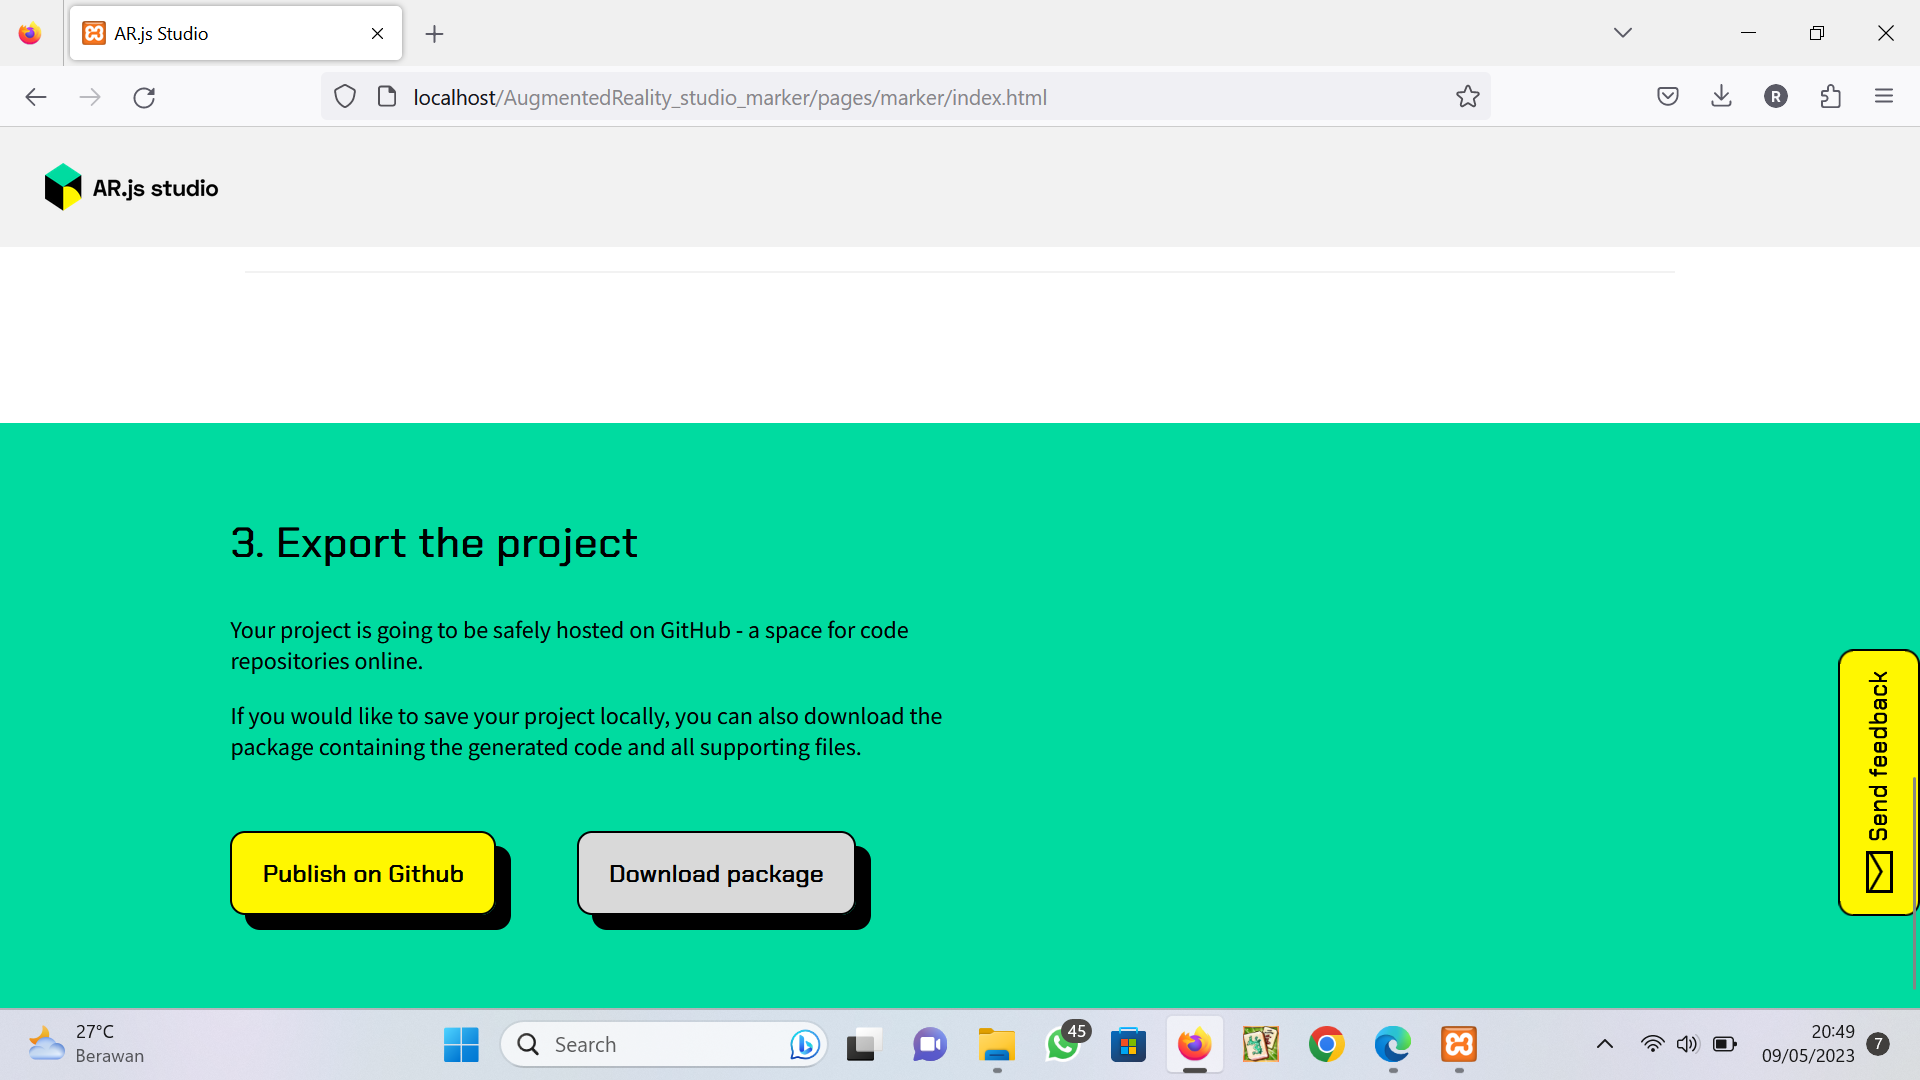 AR.js Studio
localhost/AugmentedReality_studio_marker/pages/marker/index.html
R
AR.js studio
3. Export the project
Your project is going to be safely hosted on GitHub - a space for code
repositories online.
If you would like to save your project locally, you can also download the
package containing the generated code and all supporting files.
Publish on Github
Download package
Send feedback
27°C
Berawan
Search
45
20:49
09/05/2023
7